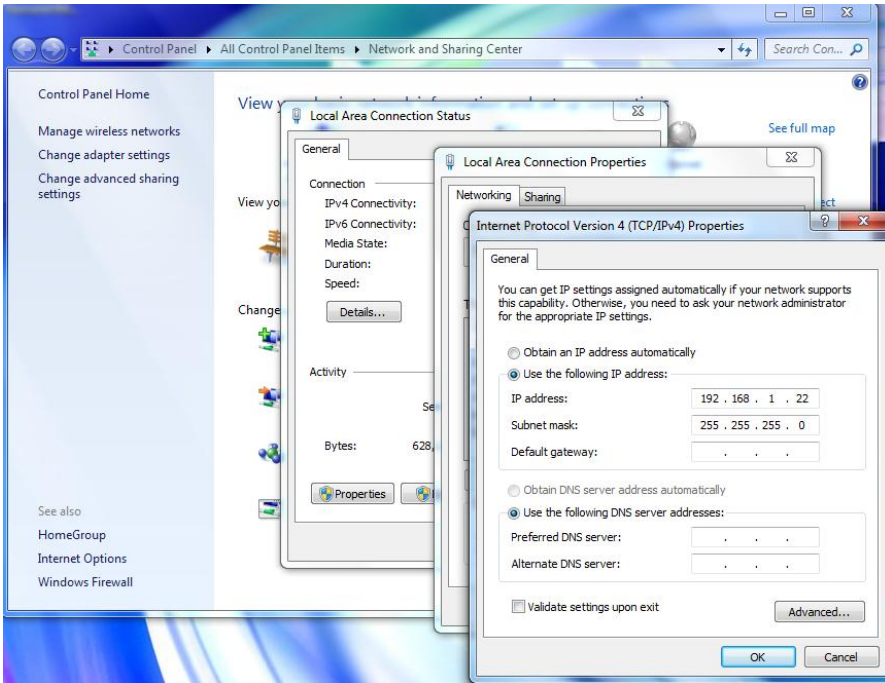 Control Panel ▸ All Control Panel Items ▸ Network and Sharing Center
Search Con...
Control Panel Home
Manage wireless networks
Change adapter settings
Change advanced sharing
settings
See also
HomeGroup
Internet Options
Windows Firewall
View
See full map
View yo
Change
Local Area Connection Status
General
Connection
IPv4 Connectivity:
IPv6 Connectivity:
Media State:
Duration:
Speed:
Details...
Activity
Se
Bytes: 628,
Properties
Local Area Connection Properties
Networking Sharing
Internet Protocol Version 4 (TCP/IPv4) Properties
General
You can get IP settings assigned automatically if your network supports
this capability. Otherwise, you need to ask your network administrator
for the appropriate IP settings.
Obtain an IP address automatically
Use the following IP address:
IP address: 192 . 168 . 1 . 22
Subnet mask: 255 . 255 . 255 . 0
Default gateway: . . .
Obtain DNS server address automatically
Use the following DNS server addresses:
Preferred DNS server: . . .
Alternate DNS server: . . .
Validate settings upon exit
Advanced...
OK Cancel